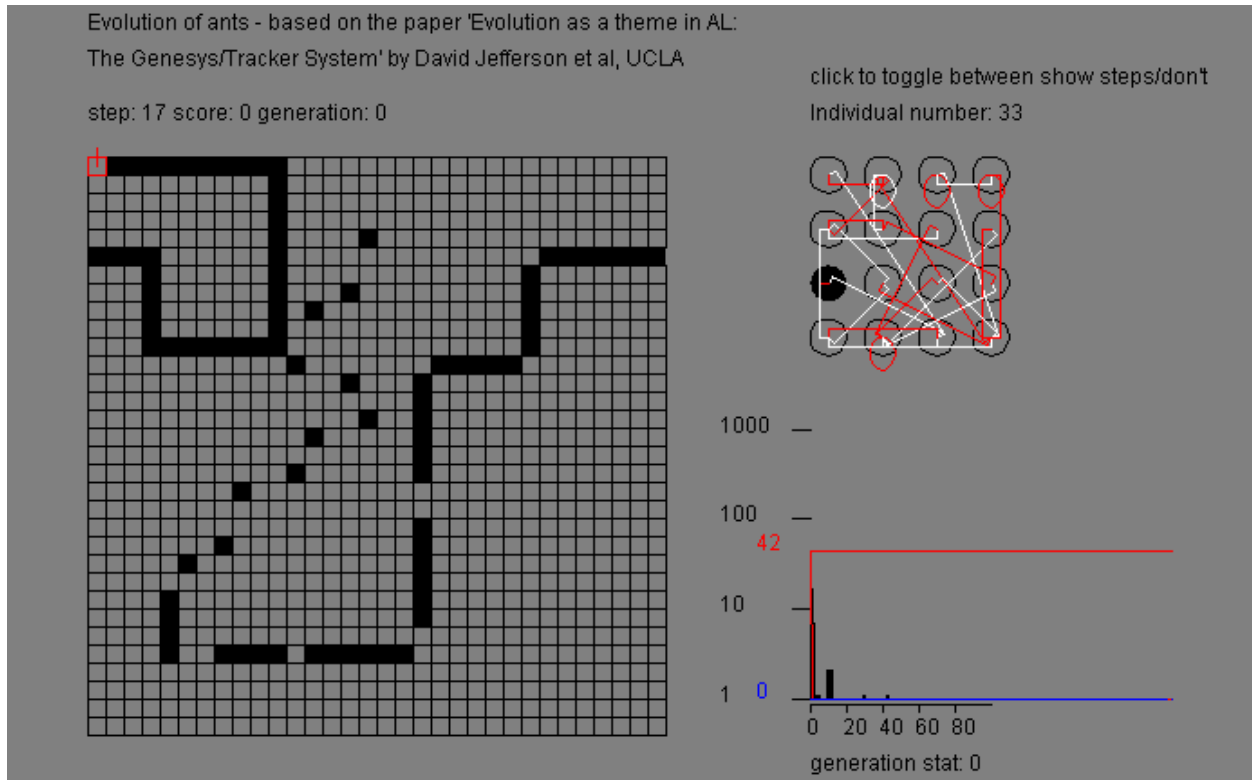 Evolution of ants - based on the paper 'Evolution as a theme in AL:
The Genesys/Tracker System' by David Jefferson et al, UCLA
click to toggle between show steps/don't
step: 17 score: 0 generation: 0
Individual number: 33
1000
100
42
10
1
0
0 20 40 60 80
generation stat: 0